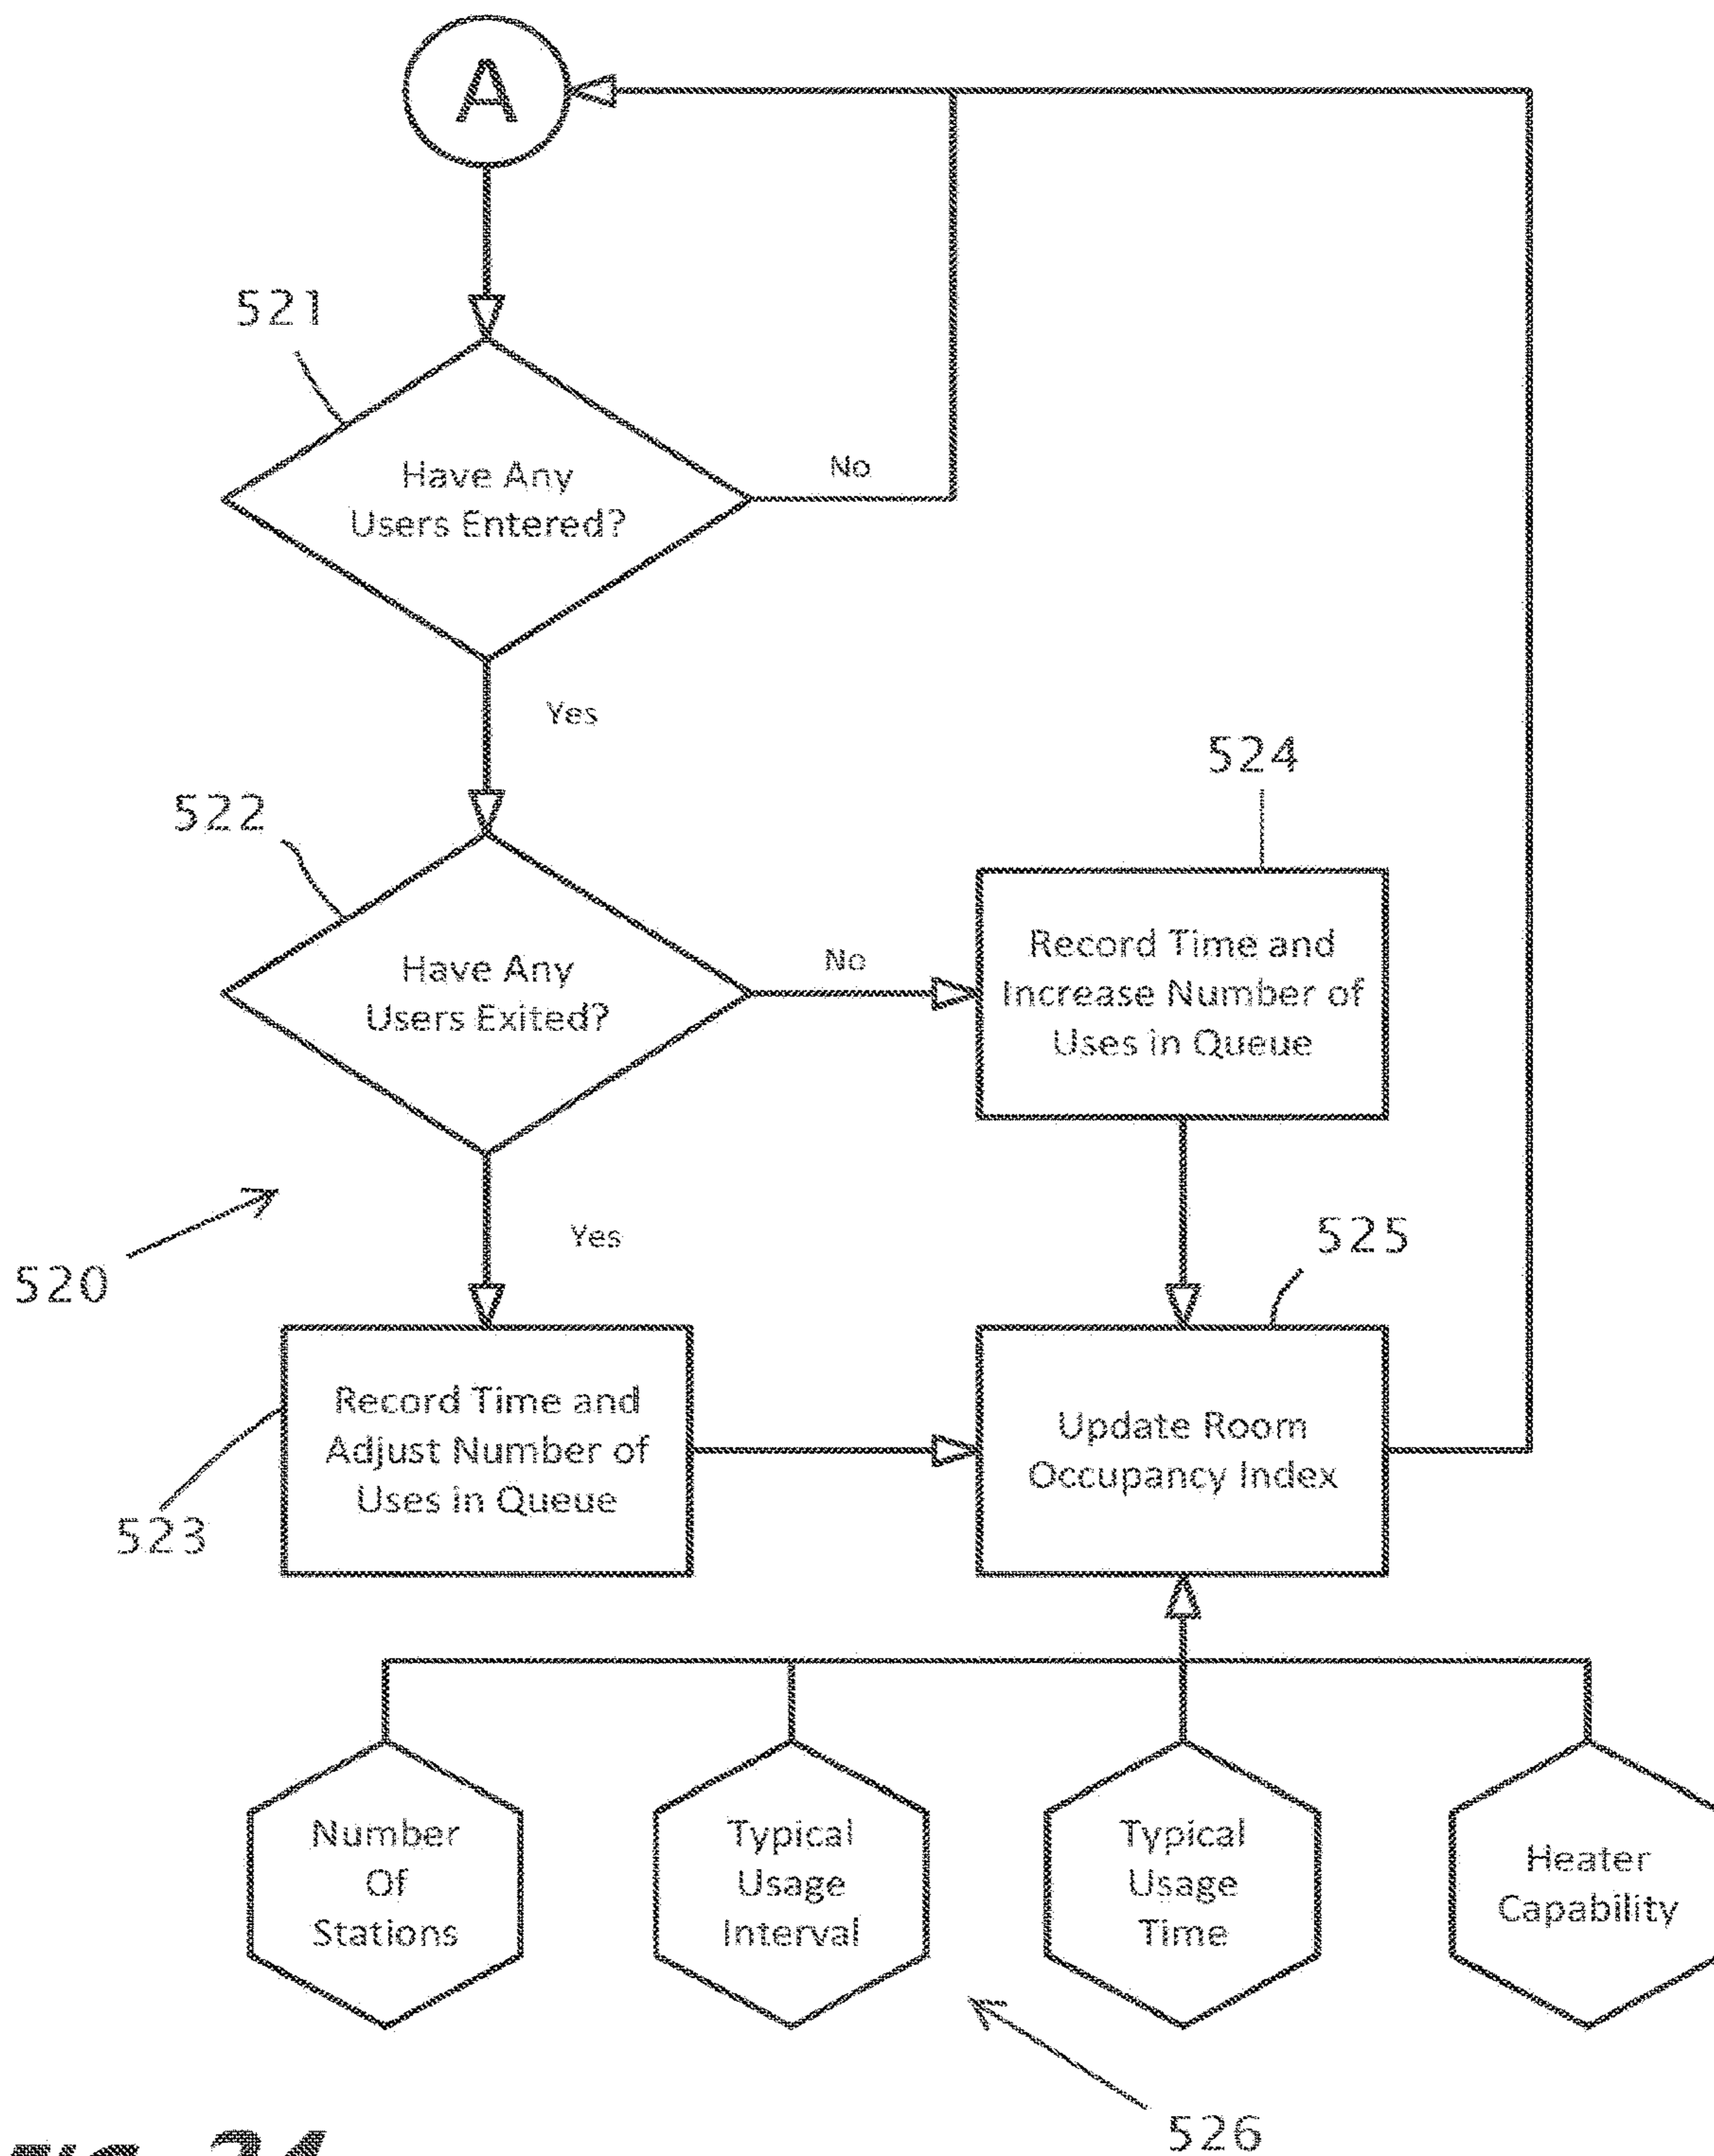 A
521
Have Any
Users Entered?
No
Yes
522
Have Any
Users Exited?
No
524
Record Time and
Increase Number of
Uses in Queue
520
Yes
525
523
Record Time and
Adjust Number of
Uses in Queue
Update Room
Occupancy Index
Number
Of
Stations
Typical
Usage
Interval
Typical
Usage
Time
Heater
Capability
526